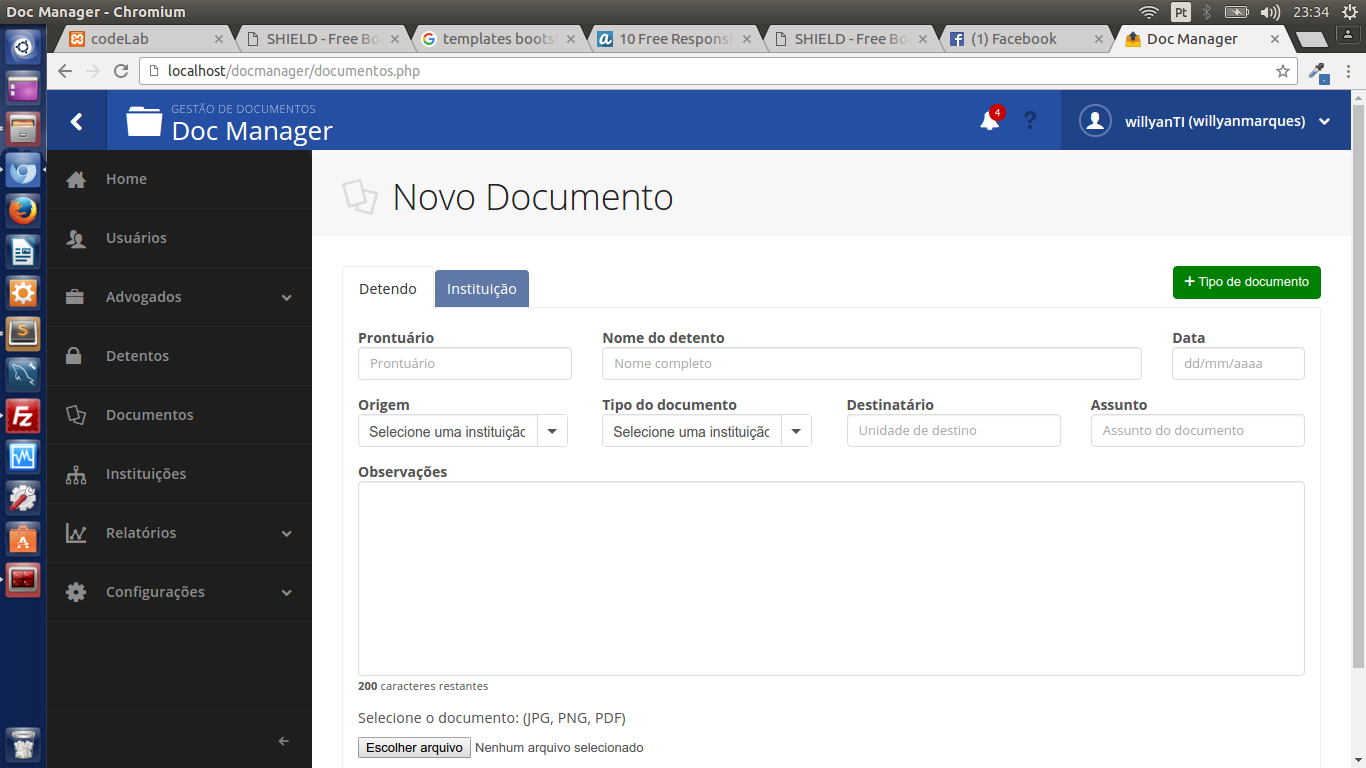 Doc Manager - Chromium
Pt
23:34
codeLab
SHIELD - Free Bo
templates boots
10 Free Respons
SHIELD - Free Bo
(1) Facebook
Doc Manager
localhost/docmanager/documentos.php
GESTÃO DE DOCUMENTOS
Doc Manager
4
?
willyanTI (willyanmarques)
Home
Usuários
Advogados
Detentos
Documentos
Instituições
Relatórios
Configurações
Novo Documento
Detendo
Instituição
+ Tipo de documento
Prontuário
Nome do detento
Data
Prontuário
Nome completo
dd/mm/aaaa
Origem
Tipo do documento
Destinatário
Assunto
Selecione uma instituiçã
Selecione uma instituiçã
Unidade de destino
Assunto do documento
Observações
200 caracteres restantes
Selecione o documento: (JPG, PNG, PDF)
Escolher arquivo
Nenhum arquivo selecionado